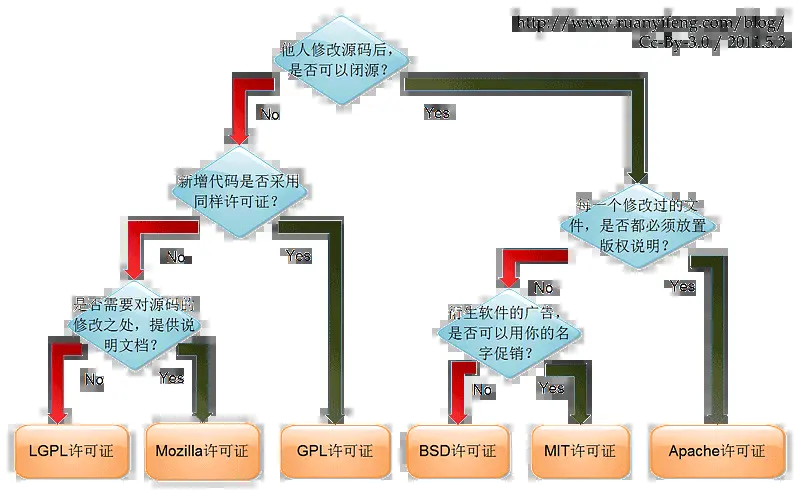 http://www.ruanyifeng.com/blog/
Cc-By-3.0 / 2011.5.2
他人修改源码后，
是否可以闭源？
No
Yes
新增代码是否采用
同样许可证？
每一个修改过的文
件，是否都必须放置
版权说明？
No
Yes
No
Yes
是否需要对源码的
修改之处，提供说
明文档？
衍生软件的广告，
是否可以用你的名
字促销？
No
Yes
No
Yes
LGPL许可证
Mozilla许可证
GPL许可证
BSD许可证
MIT许可证
Apache许可证